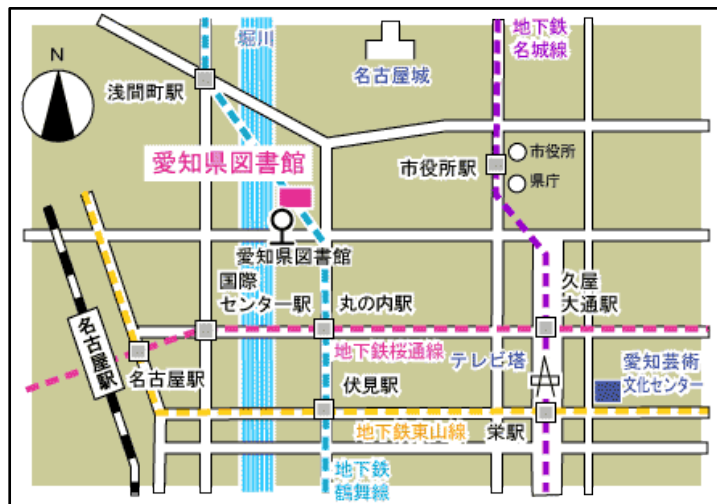 堀川
地下鉄
名城線
N
名古屋城
浅間町駅
市役所
愛知県図書館
市役所駅
県庁
愛知県図書館
国際
センター駅
丸の内駅
久屋
大通駅
名古屋駅
地下鉄桜通線
テレビ塔
愛知芸術
文化センター
名古屋駅
伏見駅
地下鉄東山線
栄駅
地下鉄
鶴舞線